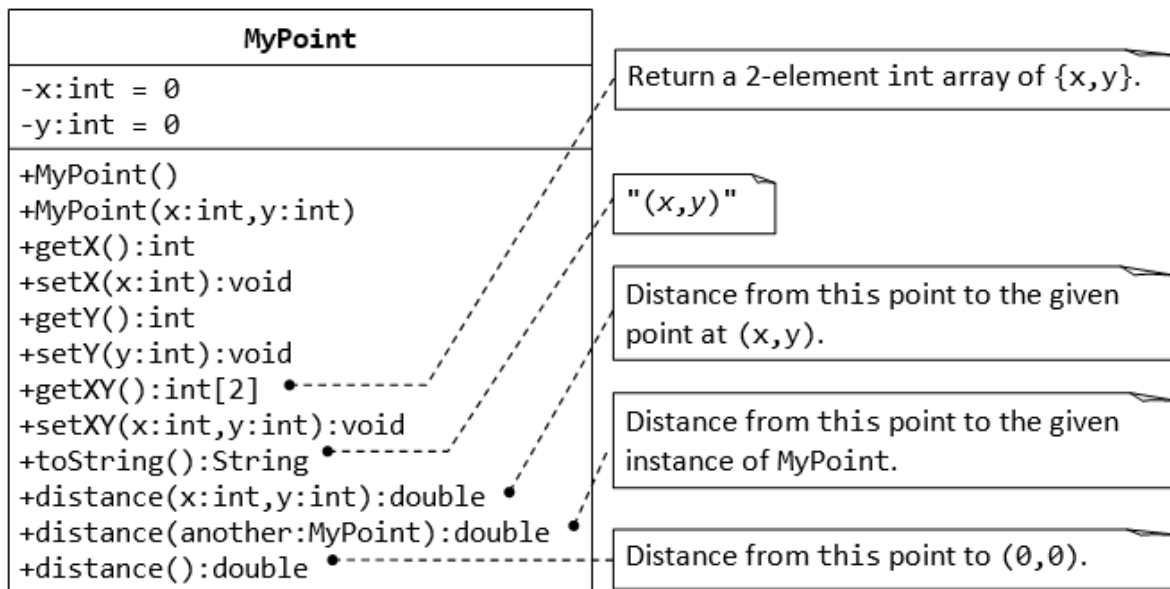 MyPoint
-x:int = 0
-y:int = 0
+MyPoint()
+MyPoint(x:int,y:int)
+getX():int
+setX(x:int):void
+getY():int
+setY(y:int):void
+getXY():int[2]
+setXY(x:int,y:int):void
+toString():String
+distance(x:int,y:int):double
+distance(another:MyPoint):double
+distance():double
Return a 2-element int array of {x,y}.
"(x,y)"
Distance from this point to the given
point at (x,y).
Distance from this point to the given
instance of MyPoint.
Distance from this point to (0,0).